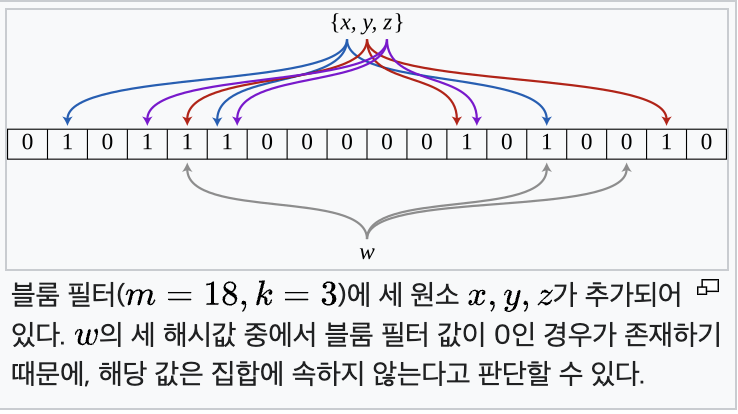 {x, y, z}
0 1 0 1 1 1 0 0 0 0 0 1 0 1 0 0 1 0
w
블룸 필터(m = 18, k = 3)에 세 원소 x, y, z가 추가되어
있다. w의 세 해시값 중에서 블룸 필터 값이 0인 경우가 존재하기
때문에, 해당 값은 집합에 속하지 않는다고 판단할 수 있다.